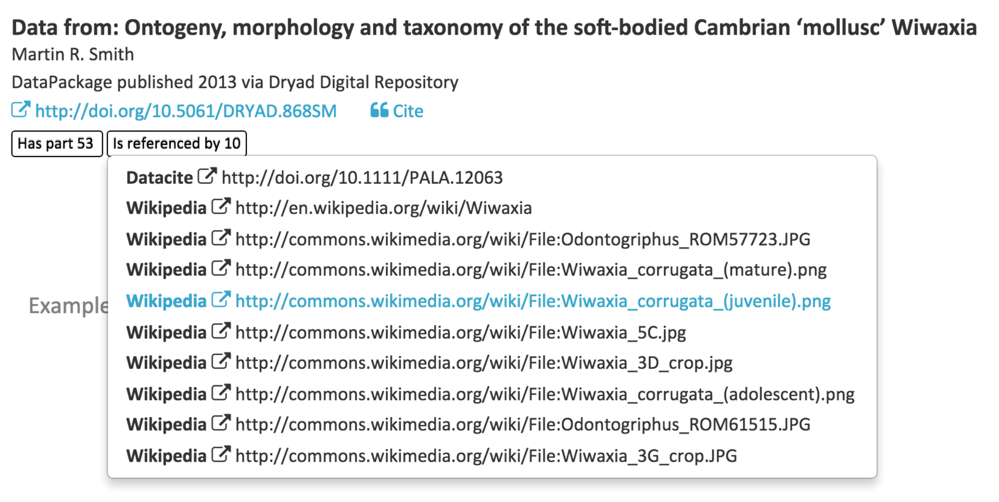 Data from: Ontogeny, morphology and taxonomy of the soft-bodied Cambrian ‘mollusc’ Wiwaxia
Martin R. Smith
DataPackage published 2013 via Dryad Digital Repository
http://doi.org/10.5061/DRYAD.868SM Cite
Has part 53 Is referenced by 10
Datacite http://doi.org/10.1111/PALA.12063
Wikipedia http://en.wikipedia.org/wiki/Wiwaxia
Wikipedia http://commons.wikimedia.org/wiki/File:Odontogriphus_ROM57723.JPG
Wikipedia http://commons.wikimedia.org/wiki/File:Wiwaxia_corrugata_(mature).png
Example Wikipedia http://commons.wikimedia.org/wiki/File:Wiwaxia_corrugata_(juvenile).png
Wikipedia http://commons.wikimedia.org/wiki/File:Wiwaxia_5C.jpg
Wikipedia http://commons.wikimedia.org/wiki/File:Wiwaxia_3D_crop.jpg
Wikipedia http://commons.wikimedia.org/wiki/File:Wiwaxia_corrugata_(adolescent).png
Wikipedia http://commons.wikimedia.org/wiki/File:Odontogriphus_ROM61515.JPG
Wikipedia http://commons.wikimedia.org/wiki/File:Wiwaxia_3G_crop.JPG